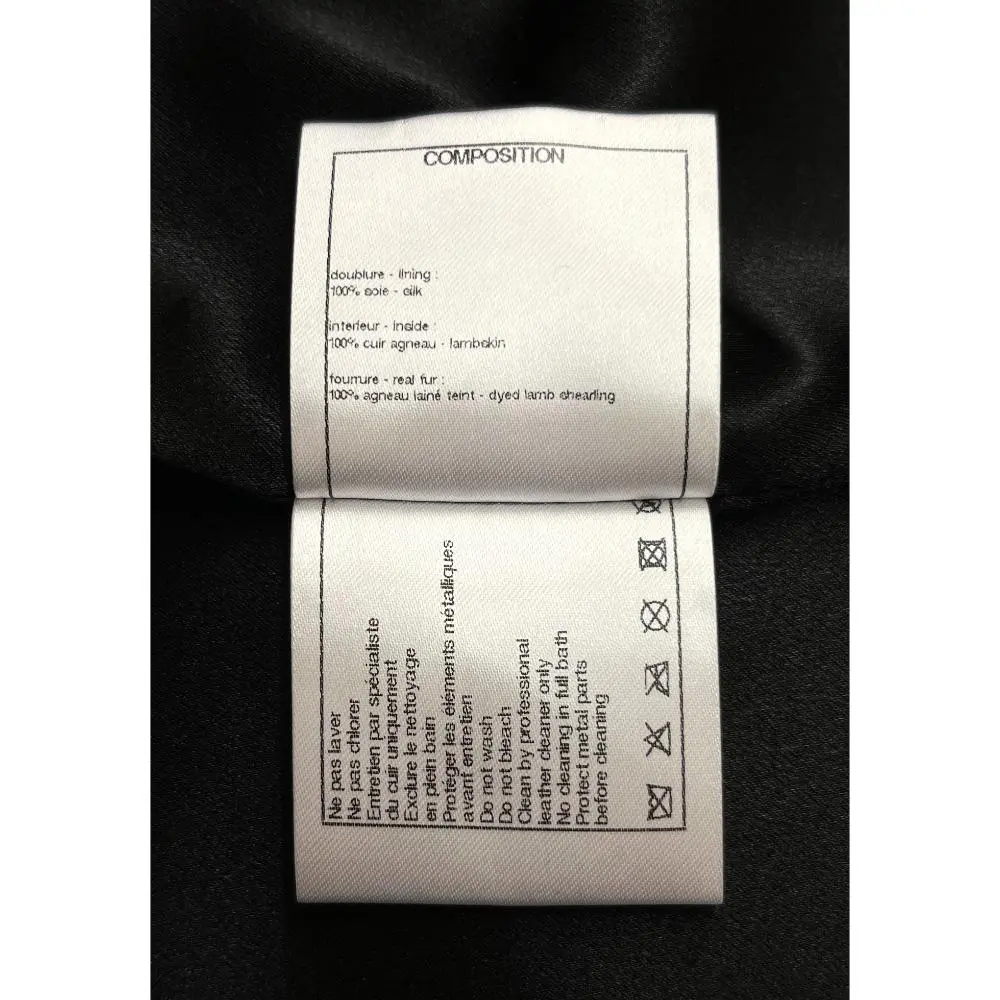 COMPOSITION
doublure - lining :
100% soie - silk
interieur - inside :
100% cuir agneau - lambskin
fourrure - real fur :
100% agneau lainé teint - dyed lamb shearling
Ne pas laver
Ne pas chlorer
Entretien par spécialiste
du cuir uniquement
Exclure le nettoyage
en plein bain
Protéger les elements métalliques
avant entretien
Do not wash
Do not bleach
Clean by professional
leather cleaner only
No cleaning in full bath
Protect metal parts
before cleaning